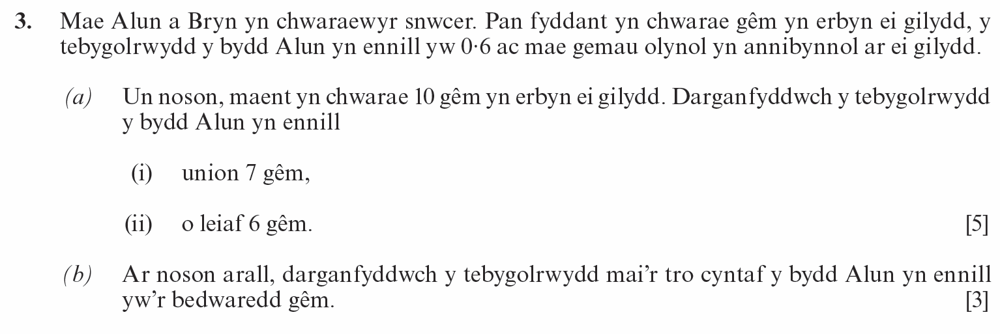 3. Mae Alun a Bryn yn chwaraewyr snwcer. Pan fyddant yn chwarae gêm yn erbyn ei gilydd, y
tebygolrwydd y bydd Alun yn ennill yw 0·6 ac mae gemau olynol yn annibynnol ar ei gilydd.
(a) Un noson, maent yn chwarae 10 gêm yn erbyn ei gilydd. Darganfyddwch y tebygolrwydd
y bydd Alun yn ennill
(i) union 7 gêm,
(ii) o leiaf 6 gêm. [5]
(b) Ar noson arall, darganfyddwch y tebygolrwydd mai’r tro cyntaf y bydd Alun yn ennill
yw’r bedwaredd gêm. [3]